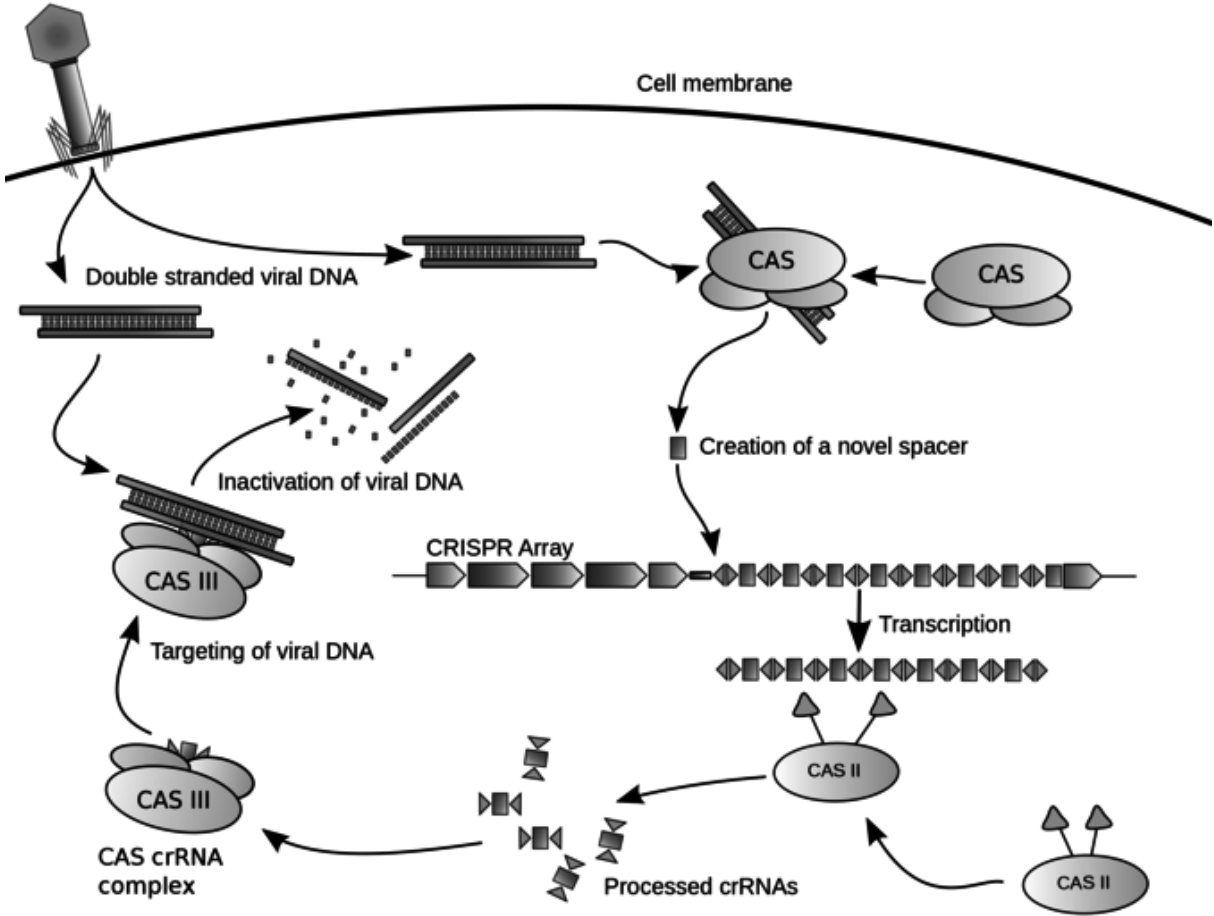 Cell membrane
CAS
CAS
Double stranded viral DNA
Creation of a novel spacer
Inactivation of viral DNA
CRISPR Array
CAS III
Transcription
Targeting of viral DNA
CAS II
CAS III
CAS crRNA
complex
Processed crRNAs
CAS II